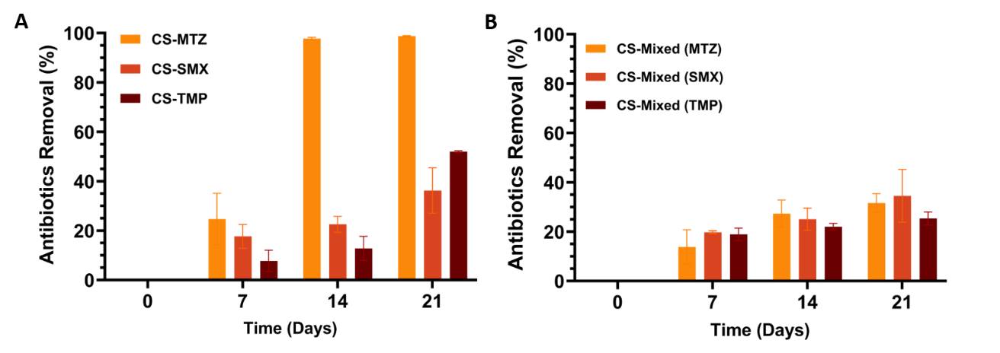 A
Antibiotics Removal (%)
100
80
60
40
20
0
CS-MTZ
CS-SMX
CS-TMP
0 7 14 21
Time (Days)
B
Antibiotics Removal (%)
100
80
60
40
20
0
CS-Mixed (MTZ)
CS-Mixed (SMX)
CS-Mixed (TMP)
0 7 14 21
Time (Days)